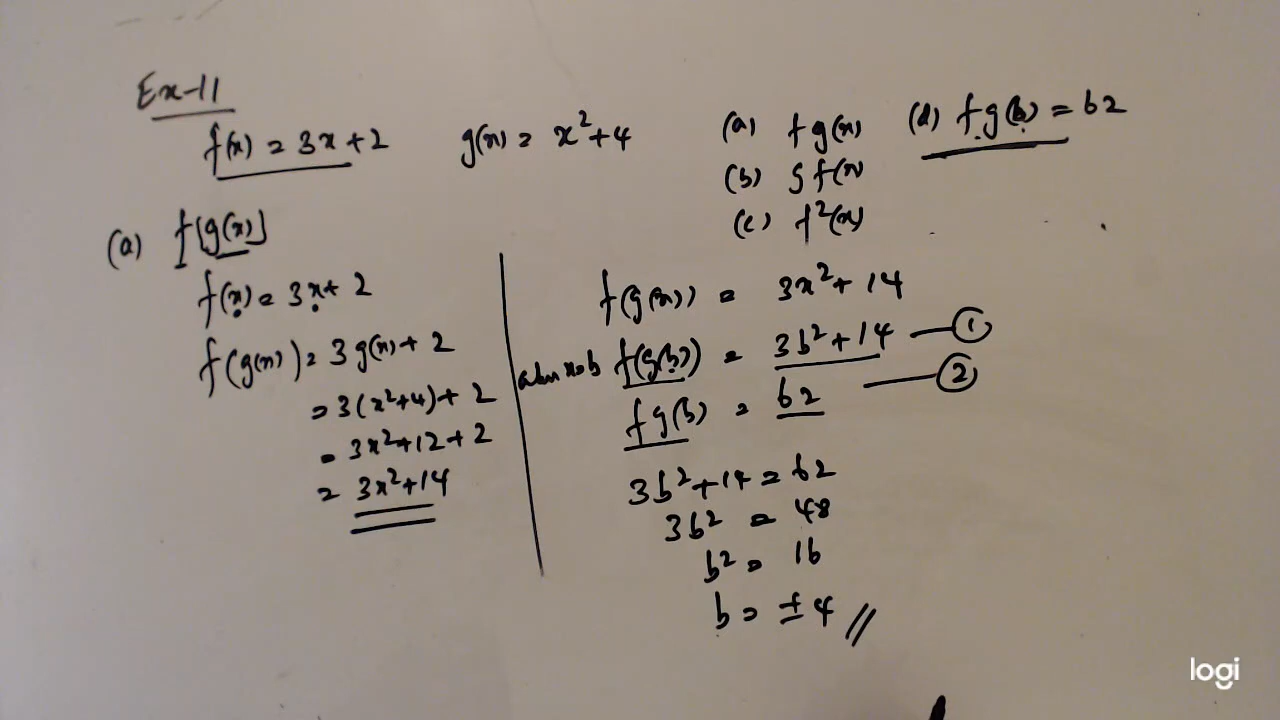 Ex-11
f(x) = 3x+2 g(x) = x²+4 (a) fg(x) (d) fg(b) = 62
(b) gf(x)
(c) f²(x)
(a) f[g(x)]
f(x) = 3x+2
f(g(x)) = 3g(x)+2
= 3(x²+4)+2
= 3x²+12+2
= 3x²+14
f(g(x)) = 3x²+14
when x=b f(g(b)) = 3b²+14 — ①
fg(b) = 62 — ②
3b²+14 = 62
3b² = 48
b² = 16
b = ±4 //
logi